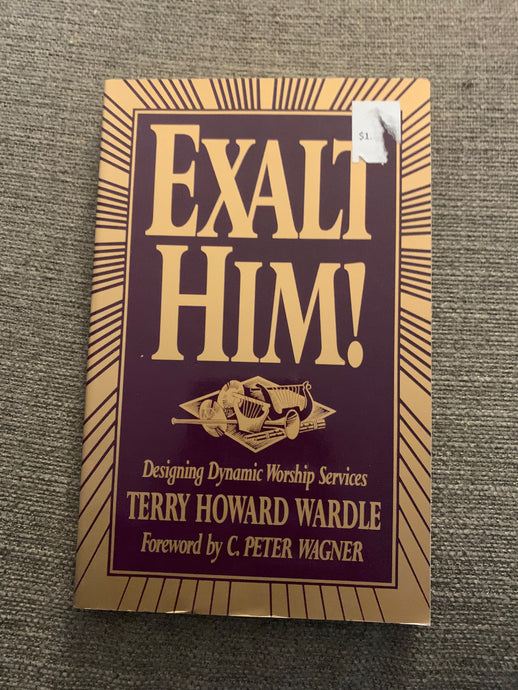 $1.
EXALT
HIM!
Designing Dynamic Worship Services
TERRY HOWARD WARDLE
Foreword by C. PETER WAGNER